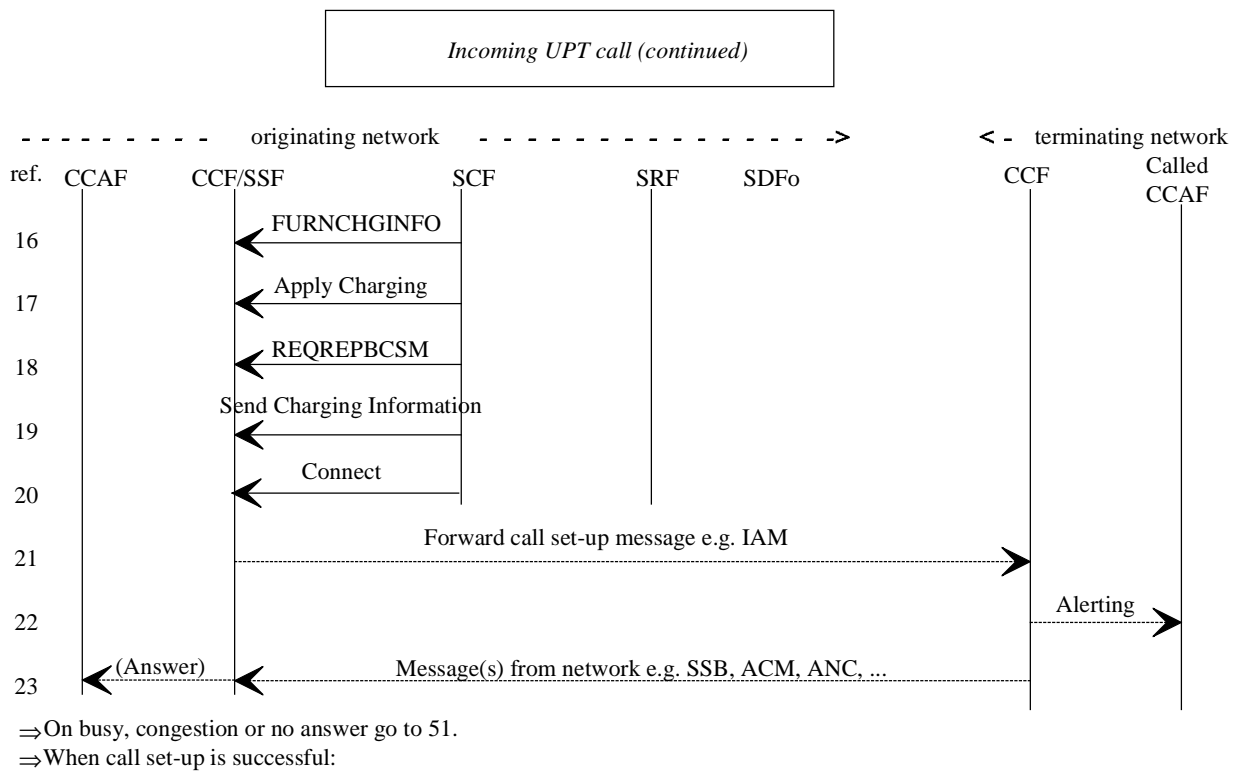 Incoming UPT call (continued)
originating network
terminating network
ref. CCAF CCF/SSF SCF SRF SDFo CCF Called CCAF
16 FURNCHGINFO
17 Apply Charging
18 REQREPBCSM
19 Send Charging Information
20 Connect
21 Forward call set-up message e.g. IAM
22 Alerting
23 (Answer) Message(s) from network e.g. SSB, ACM, ANC, ...
⇒On busy, congestion or no answer go to 51.
⇒When call set-up is successful: